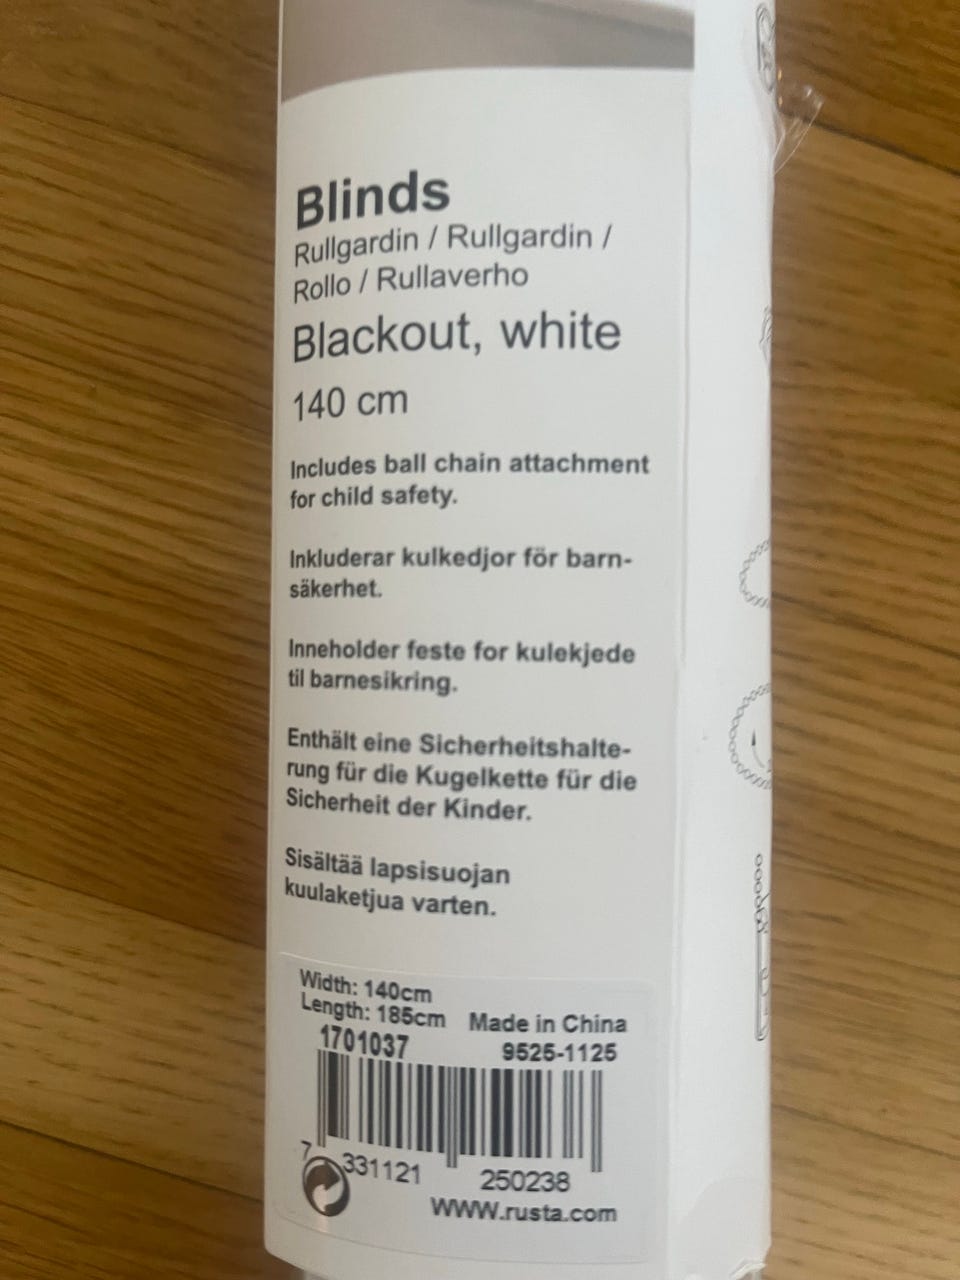 Blinds
Rullgardin / Rullgardin /
Rollo / Rullaverho
Blackout, white
140 cm
Includes ball chain attachment
for child safety.
Inkluderar kulkedjor för barn-
säkerhet.
Inneholder feste for kulekjede
til barnesikring.
Enthält eine Sicherheitshalte-
rung für die Kugelkette für die
Sicherheit der Kinder.
Sisältää lapsisuojan
kuulaketjua varten.
Width: 140cm
Length: 185cm Made in China
1701037 9525-1125
7 331121 250238
WWW.rusta.com